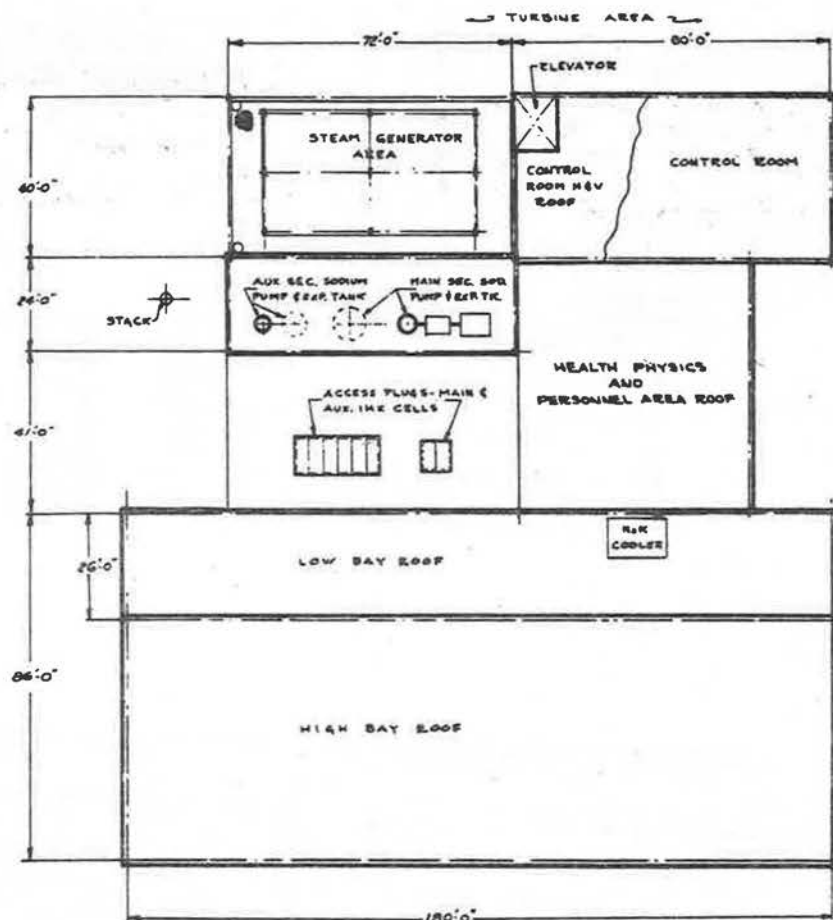 TURBINE AREA
72'-0"
80'-0"
ELEVATOR
STEAM GENERATOR
AREA
CONTROL ROOM
CONTROL
ROOM H&V
ROOF
40'-0"
AUX SEC. SODIUM
PUMP & EXP. TANK
MAIN SEC. SOD.
PUMP & EXP. TK.
24'-0"
STACK
HEALTH PHYSICS
AND
PERSONNEL AREA ROOF
ACCESS PLUGS-MAIN &
AUX. IHX CELLS
41'-0"
NaK
COOLER
LOW BAY ROOF
26'-0"
86'-0"
HIGH BAY ROOF
180'-0"